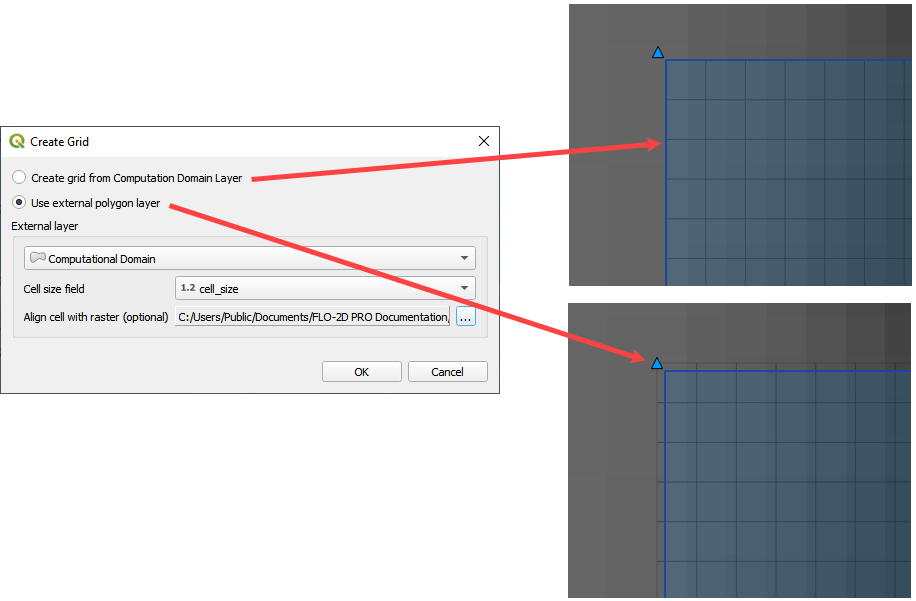 Create Grid
Create grid from Computation Domain Layer
Use external polygon layer
External layer
Computational Domain
Cell size field
1.2 cell_size
Align cell with raster (optional)
C:/Users/Public/Documents/FLO-2D PRO Documentation,
...
OK
Cancel